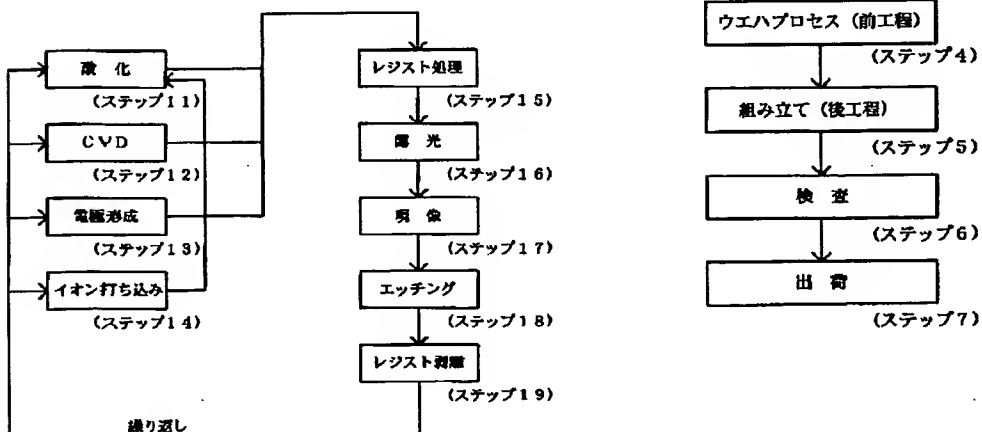 酸 化
(ステップ11)
CVD
(ステップ12)
電極形成
(ステップ13)
イオン打ち込み
(ステップ14)
繰り返し
レジスト処理
(ステップ15)
露 光
(ステップ16)
現 像
(ステップ17)
エッチング
(ステップ18)
レジスト剥離
(ステップ19)
ウエハプロセス (前工程)
(ステップ4)
組み立て (後工程)
(ステップ5)
検 査
(ステップ6)
出 荷
(ステップ7)